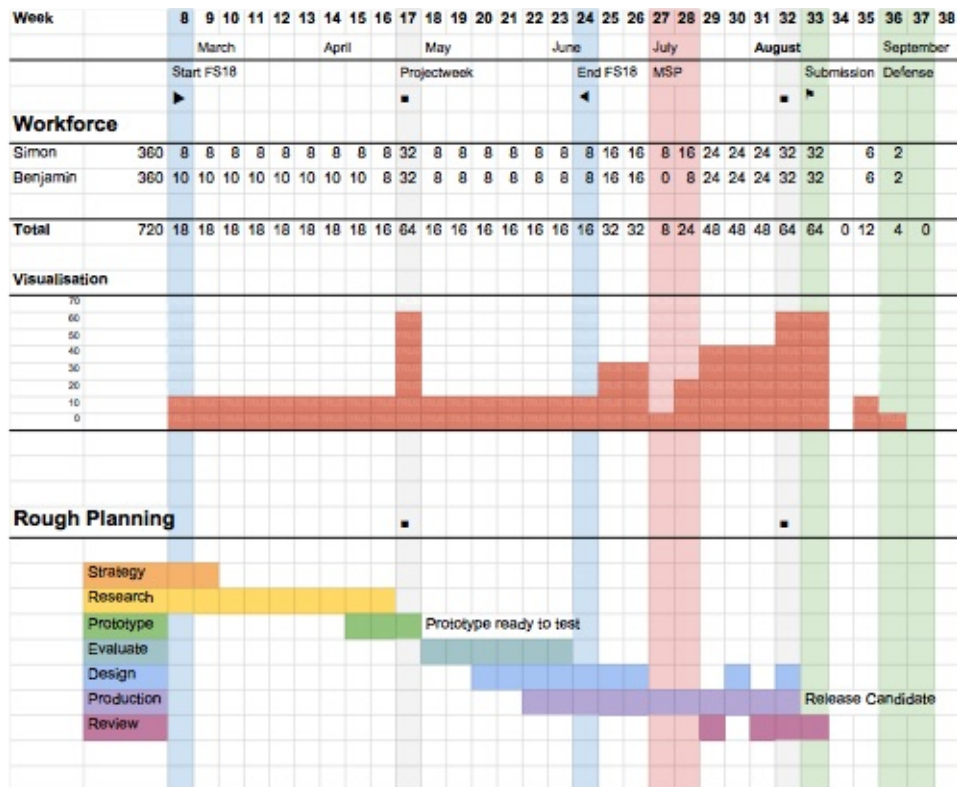 Week 8 9 10 11 12 13 14 15 16 17 18 19 20 21 22 23 24 25 26 27 28 29 30 31 32 33 34 35 36 37 38
March April May June July August September
Start FS18 Projectweek End FS18 MSP Submission Defense
Workforce
Simon 360 8 8 8 8 8 8 8 8 8 32 8 8 8 8 8 8 8 16 16 8 16 24 24 24 32 32 6 2
Benjamin 360 10 10 10 10 10 10 10 10 8 32 8 8 8 8 8 8 8 16 16 0 8 24 24 24 32 32 6 2
Total 720 18 18 18 18 18 18 18 18 16 64 16 16 16 16 16 16 16 32 32 8 24 48 48 48 64 64 0 12 4 0
Visualisation
70
60
50
40
30
20
10
0
Rough Planning
Strategy
Research
Prototype Prototype ready to test
Evaluate
Design
Production Release Candidate
Review